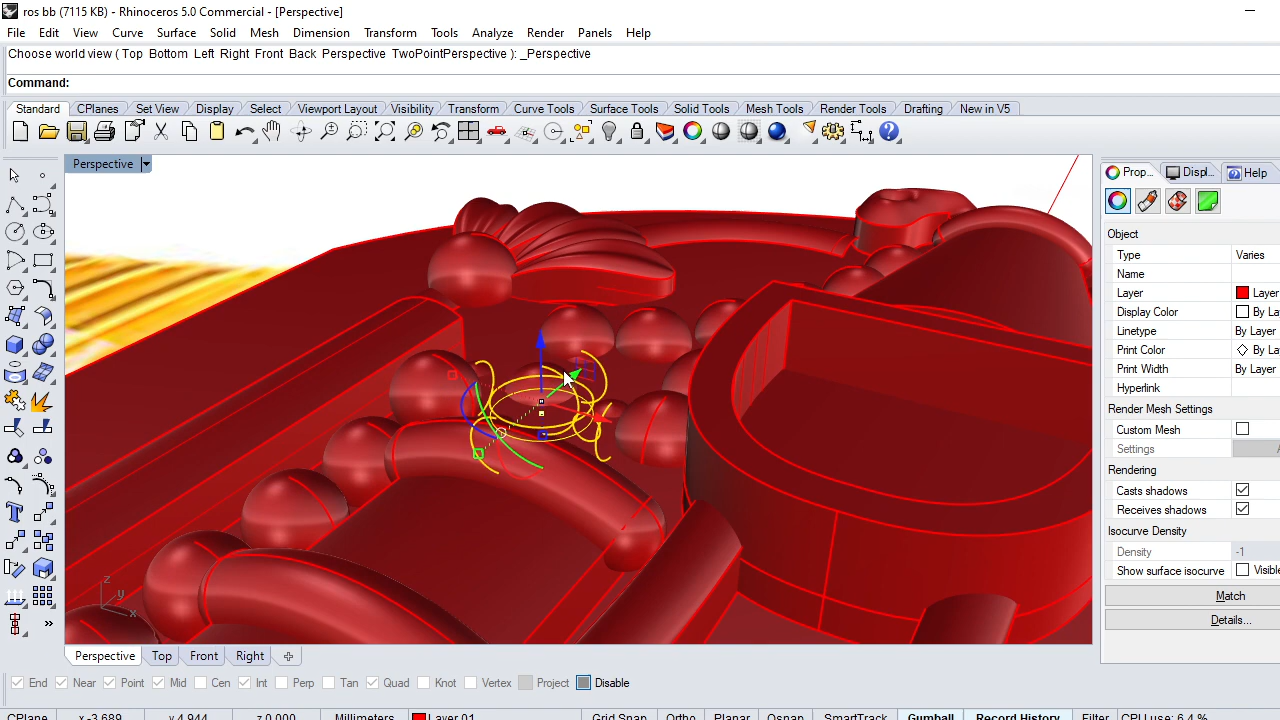 ros bb (7115 KB) - Rhinoceros 5.0 Commercial - [Perspective]
File Edit View Curve Surface Solid Mesh Dimension Transform Tools Analyze Render Panels Help
Choose world view ( Top Bottom Left Right Front Back Perspective TwoPointPerspective ): _Perspective
Command:
Standard CPlanes Set View Display Select Viewport Layout Visibility Transform Curve Tools Surface Tools Solid Tools Mesh Tools Render Tools Drafting New in V5
Perspective
Prop... Displ... Help
Object
Type Varies
Name
Layer Layer
Display Color By La
Linetype By Layer
Print Color By La
Print Width By Layer
Hyperlink
Render Mesh Settings
Custom Mesh
Settings
Rendering
Casts shadows
Receives shadows
Isocurve Density
Density -1
Show surface isocurve Visible
Match
Details...
z
y
x
Perspective Top Front Right
End Near Point Mid Cen Int Perp Tan Quad Knot Vertex Project Disable
CPlane x -3.689 y 4.944 z 0.000 Millimeters Layer 01 Grid Snap Ortho Planar Osnap SmartTrack Gumball Record History Filter CPU use: 6.4 %